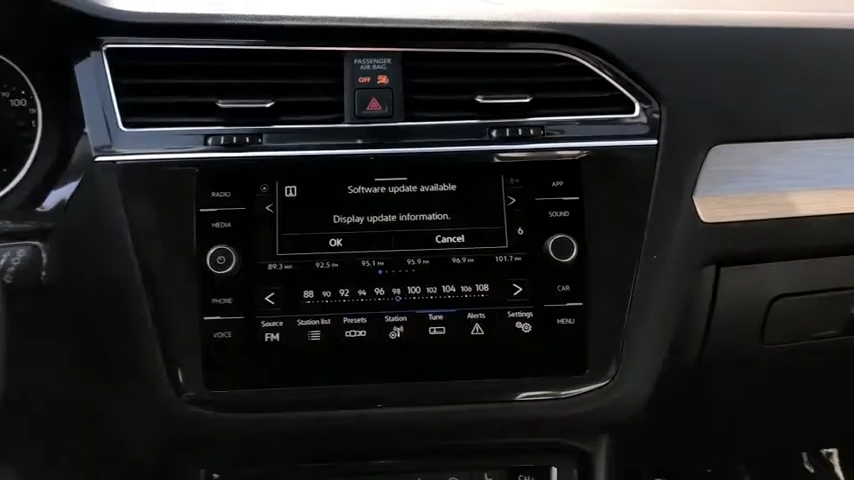 PASSENGER
AIR BAG
OFF
100
RADIO
MEDIA
PHONE
VOICE
Software update available
Display update information.
OK Cancel
APP
SOUND
CAR
MENU
6
89.3 FM 92.5 FM 95.1 FM 95.9 FM 96.9 FM 101.7 FM
88 90 92 94 96 98 100 102 104 106 108
Source Station list Presets Station Tune Alerts Settings
FM